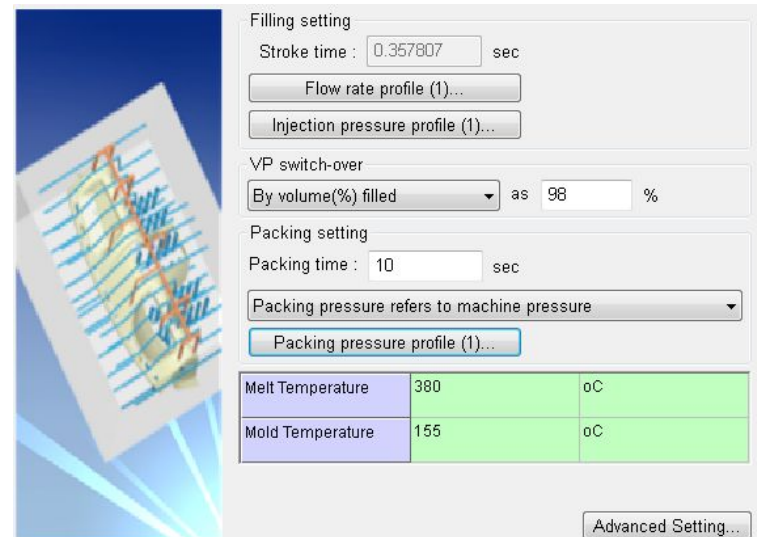 Filling setting
Stroke time : 0.357807 sec
Flow rate profile (1)...
Injection pressure profile (1)...
VP switch-over
By volume(%) filled as 98 %
Packing setting
Packing time : 10 sec
Packing pressure refers to machine pressure
Packing pressure profile (1)...
Melt Temperature 380 oC
Mold Temperature 155 oC
Advanced Setting...